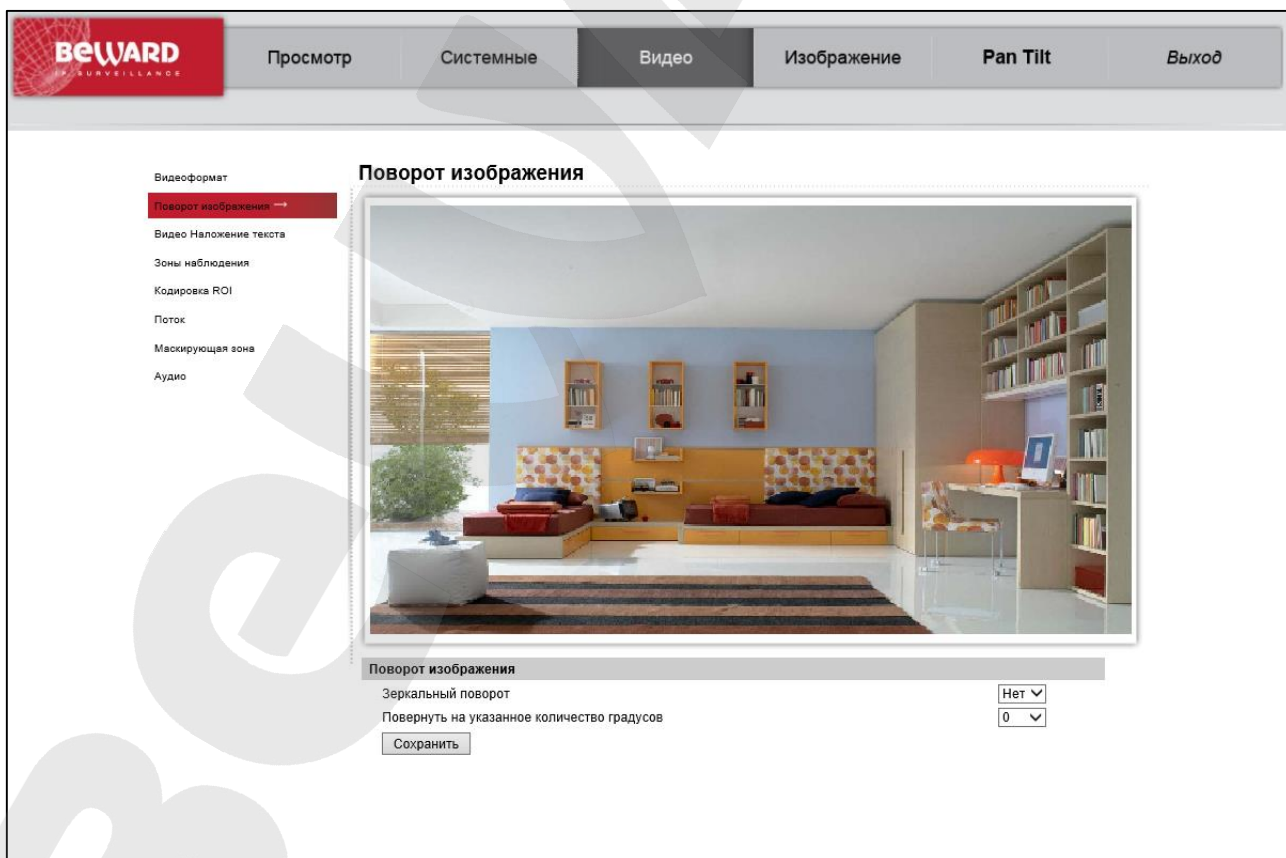 BEWARD
IP SURVEILLANCE
Просмотр
Системные
Видео
Изображение
Pan Tilt
Выход
Видеоформат
Поворот изображения →
Видео Наложение текста
Зоны наблюдения
Кодировка ROI
Поток
Маскирующая зона
Аудио
Поворот изображения
Поворот изображения
Зеркальный поворот
Нет
Повернуть на указанное количество градусов
0
Сохранить